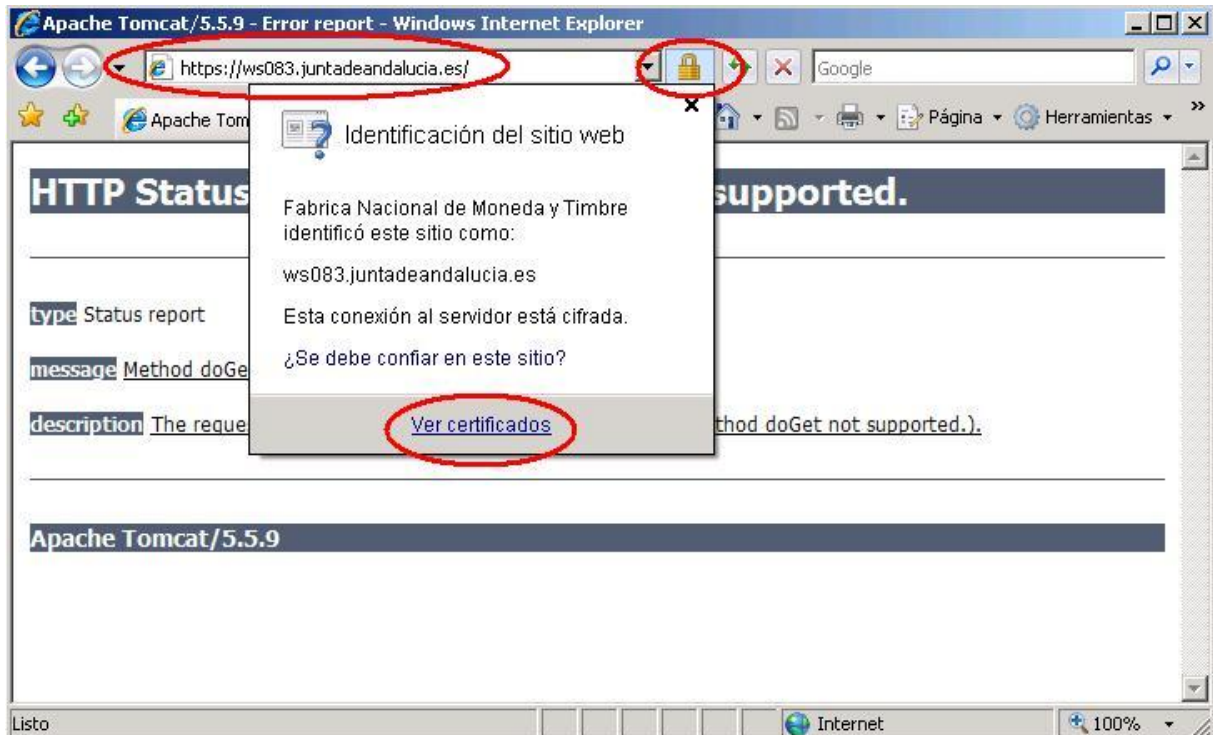 Apache Tomcat/5.5.9 - Error report - Windows Internet Explorer
https://ws083.juntadeandalucia.es/
Google
Apache Tom
Página
Herramientas
»
Identificación del sitio web
Fabrica Nacional de Moneda y Timbre
identificó este sitio como:
ws083.juntadeandalucia.es
Esta conexión al servidor está cifrada.
¿Se debe confiar en este sitio?
Ver certificados
HTTP Status supported.
type Status report
message Method doGe
description The reque thod doGet not supported.).
Apache Tomcat/5.5.9
Listo
Internet
100%